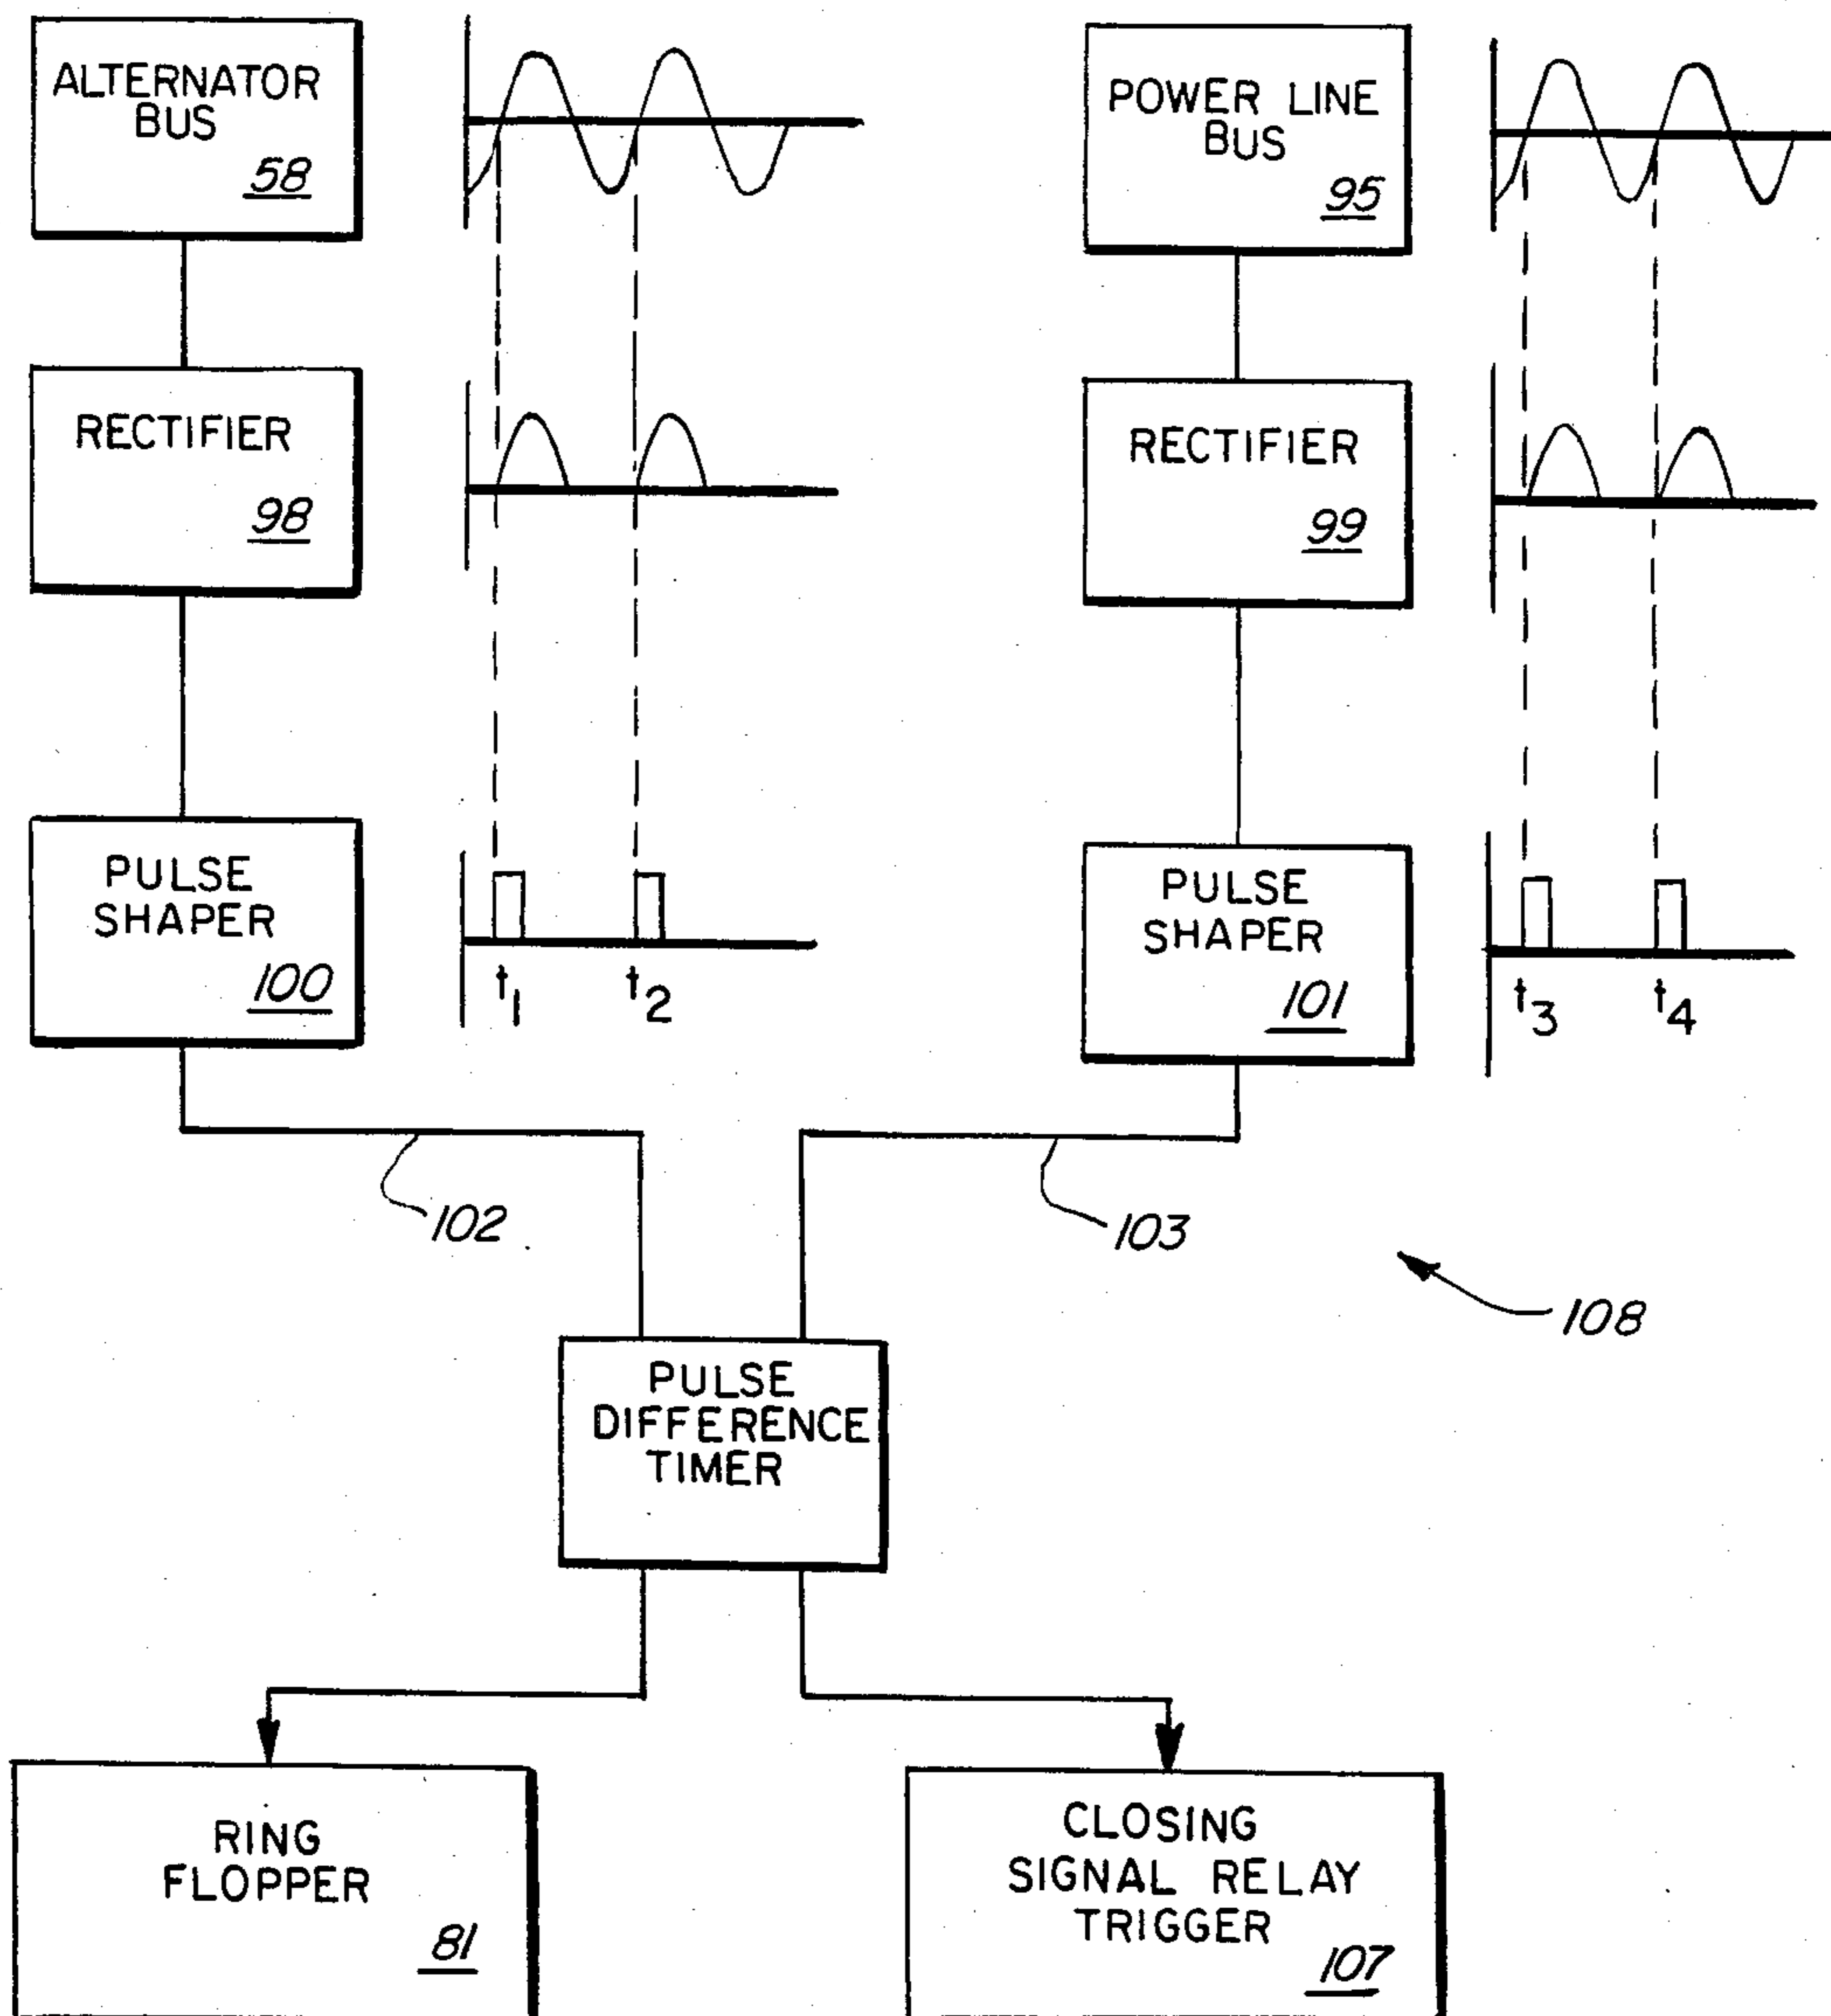 ALTERNATOR
BUS
58
POWER LINE
BUS
95
RECTIFIER
98
RECTIFIER
99
PULSE
SHAPER
100
t1
t2
PULSE
SHAPER
101
t3
t4
102
103
108
PULSE
DIFFERENCE
TIMER
RING
FLOPPER
81
CLOSING
SIGNAL RELAY
TRIGGER
107